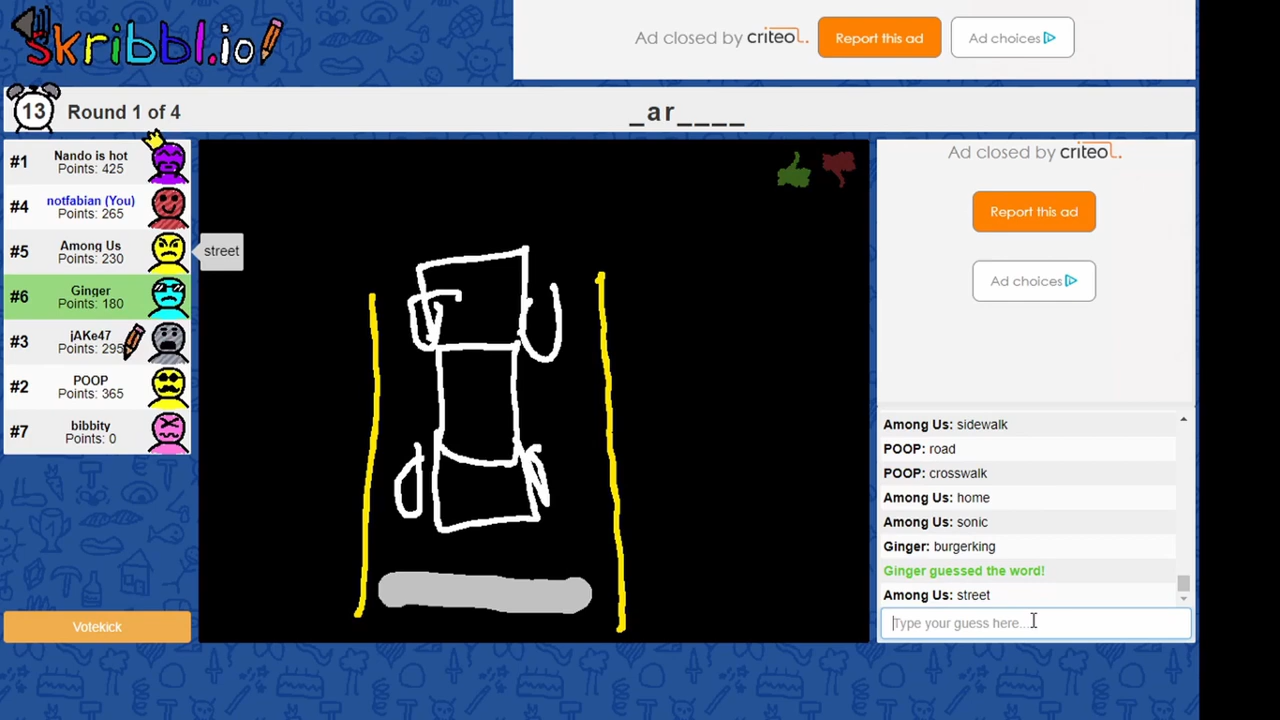 skribbl.io
Ad closed by criteo.
Report this ad
Ad choices
13
Round 1 of 4
_ar____
#1
Nando is hot
Points: 425
#4
notfabian (You)
Points: 265
#5
Among Us
Points: 230
street
#6
Ginger
Points: 180
#3
jAKe47
Points: 295
#2
POOP
Points: 365
#7
bibbity
Points: 0
Votekick
Ad closed by criteo.
Report this ad
Ad choices
Among Us: sidewalk
POOP: road
POOP: crosswalk
Among Us: home
Among Us: sonic
Ginger: burgerking
Ginger guessed the word!
Among Us: street
Type your guess here...